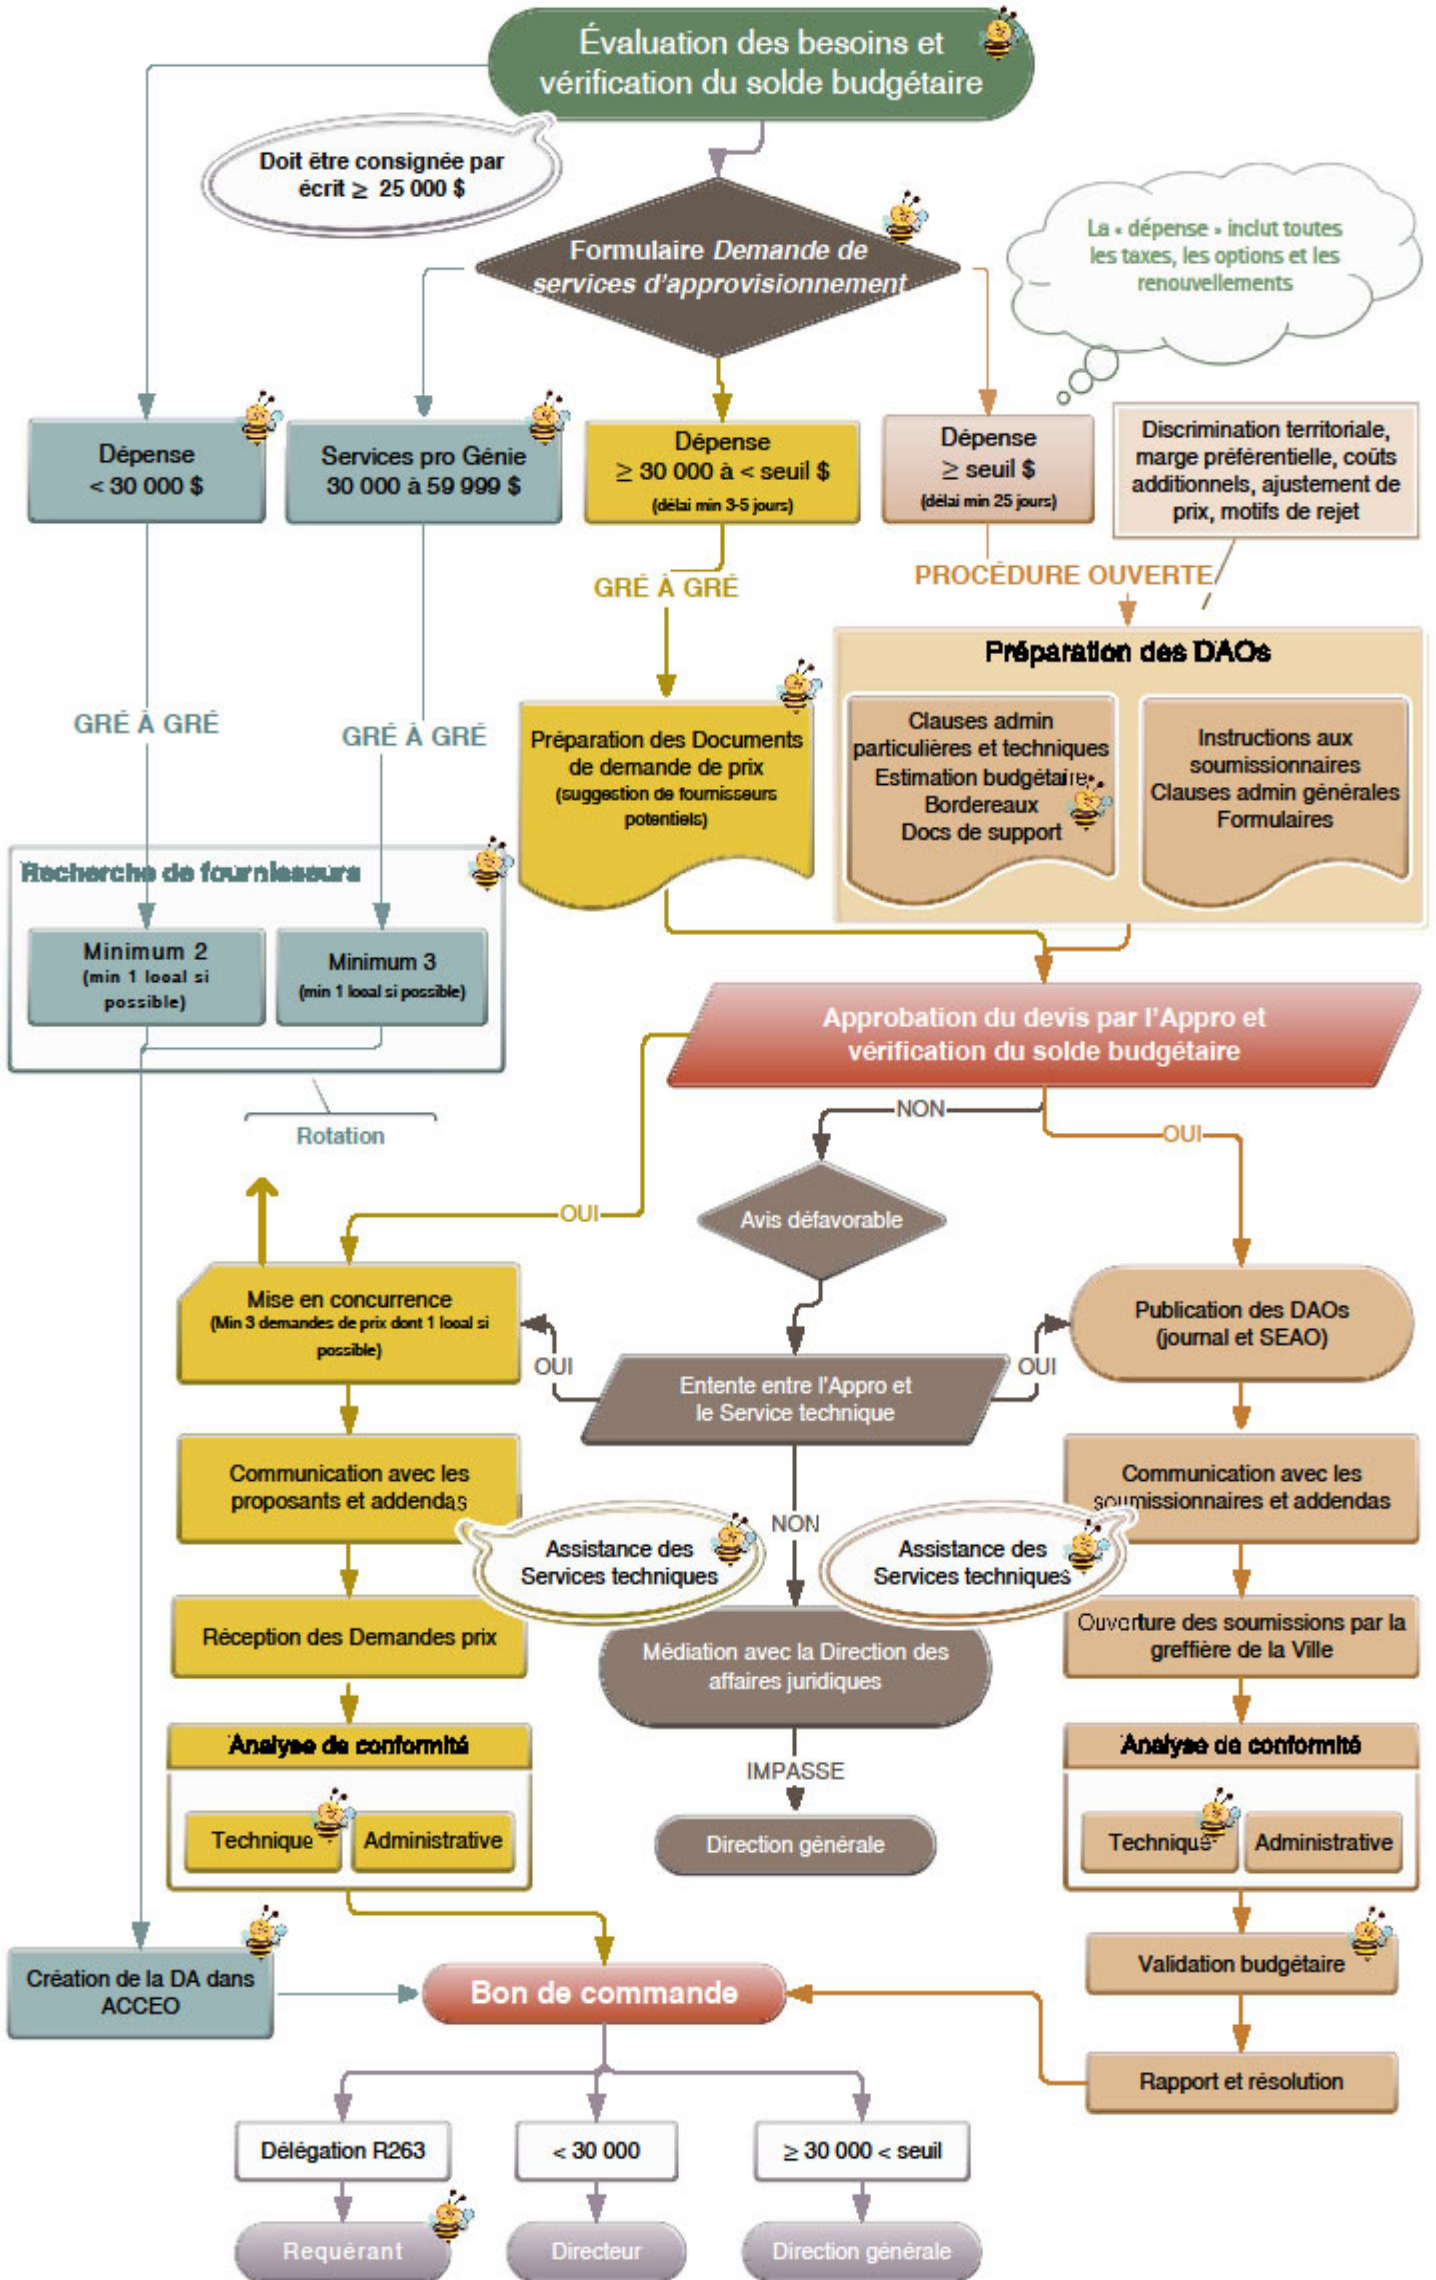 Évaluation des besoins et
vérification du solde budgétaire
Doit être consignée par
écrit ≥ 25 000 $
Formulaire Demande de
services d'approvisionnement
La « dépense » inclut toutes
les taxes, les options et les
renouvellements
Dépense
< 30 000 $
Services pro Génie
30 000 à 59 999 $
Dépense
≥ 30 000 à < seuil $
(délai min 3-5 jours)
Dépense
≥ seuil $
(délai min 25 jours)
Discrimination territoriale,
marge préférentielle, coûts
additionnels, ajustement de
prix, motifs de rejet
GRÉ À GRÉ
GRÉ À GRÉ
GRÉ À GRÉ
PROCÉDURE OUVERTE
Préparation des Documents
de demande de prix
(suggestion de fournisseurs
potentiels)
Préparation des DAOs
Clauses admin
particulières et techniques
Estimation budgétaire
Bordereaux
Docs de support
Instructions aux
soumissionnaires
Clauses admin générales
Formulaires
Recherche de fournisseurs
Minimum 2
(min 1 local si
possible)
Minimum 3
(min 1 local si possible)
Rotation
Approbation du devis par l'Appro et
vérification du solde budgétaire
NON
OUI
OUI
Avis défavorable
Mise en concurrence
(Min 3 demandes de prix dont 1 local si
possible)
OUI
Entente entre l'Appro et
le Service technique
OUI
Publication des DAOs
(journal et SEAO)
Communication avec les
proposants et addendas
Assistance des
Services techniques
NON
Assistance des
Services techniques
Communication avec les
soumissionnaires et addendas
Réception des Demandes prix
Médiation avec la Direction des
affaires juridiques
Ouverture des soumissions par la
greffière de la Ville
Analyse de conformité
Technique
Administrative
IMPASSE
Direction générale
Analyse de conformité
Technique
Administrative
Validation budgétaire
Rapport et résolution
Création de la DA dans
ACCEO
Bon de commande
Délégation R263
< 30 000
≥ 30 000 < seuil
Requérant
Directeur
Direction générale